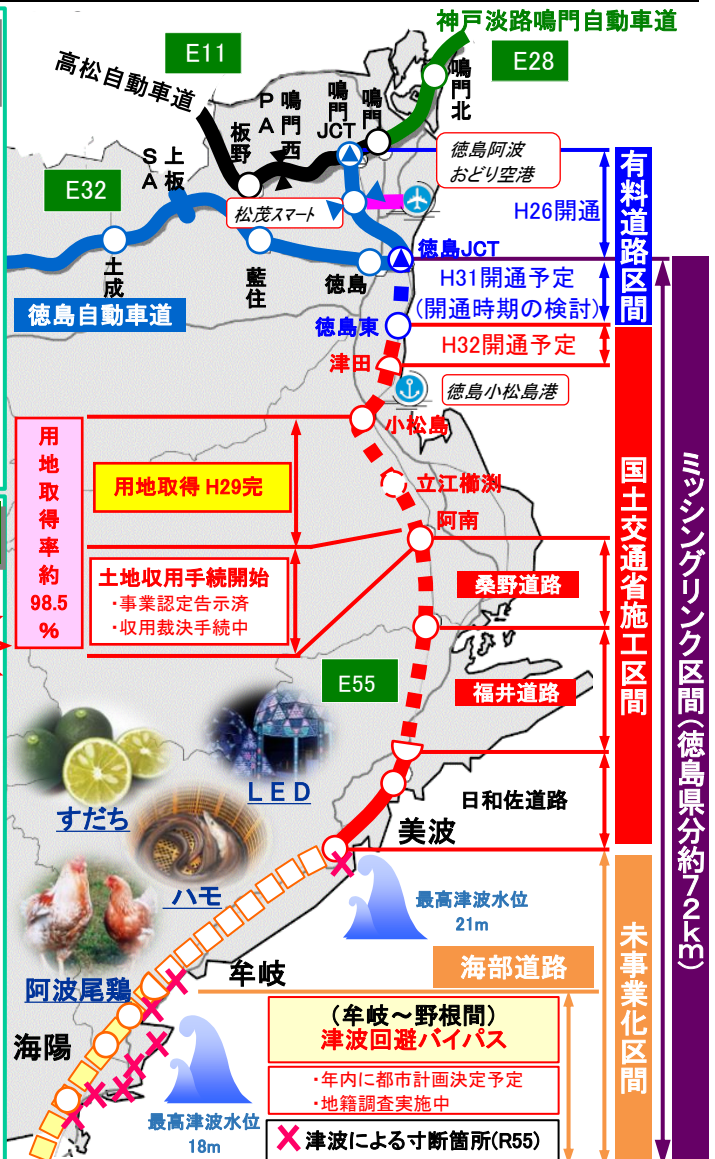 神戸淡路鳴門自動車道
E11
E28
高松自動車道
鳴門北
鳴門
鳴門JCT
鳴門西PA
板野
徳島阿波
おどり空港
E32
上板SA
松茂スマート
H26開通
有料道路区間
土成
藍住
徳島
徳島JCT
H31開通予定
(開通時期の検討)
徳島自動車道
徳島東
H32開通予定
津田
徳島小松島港
小松島
用地取得率約98.5%
用地取得 H29完
立江櫛渕
阿南
土地収用手続開始
・事業認定告示済
・収用裁決手続中
桑野道路
国土交通省施工区間
ミッシングリンク区間(徳島県分約72km)
E55
福井道路
LED
すだち
日和佐道路
美波
ハモ
最高津波水位
21m
海部道路
未事業化区間
牟岐
阿波尾鶏
(牟岐～野根間)
津波回避バイパス
海陽
・年内に都市計画決定予定
・地籍調査実施中
最高津波水位
18m
津波による寸断箇所(R55)